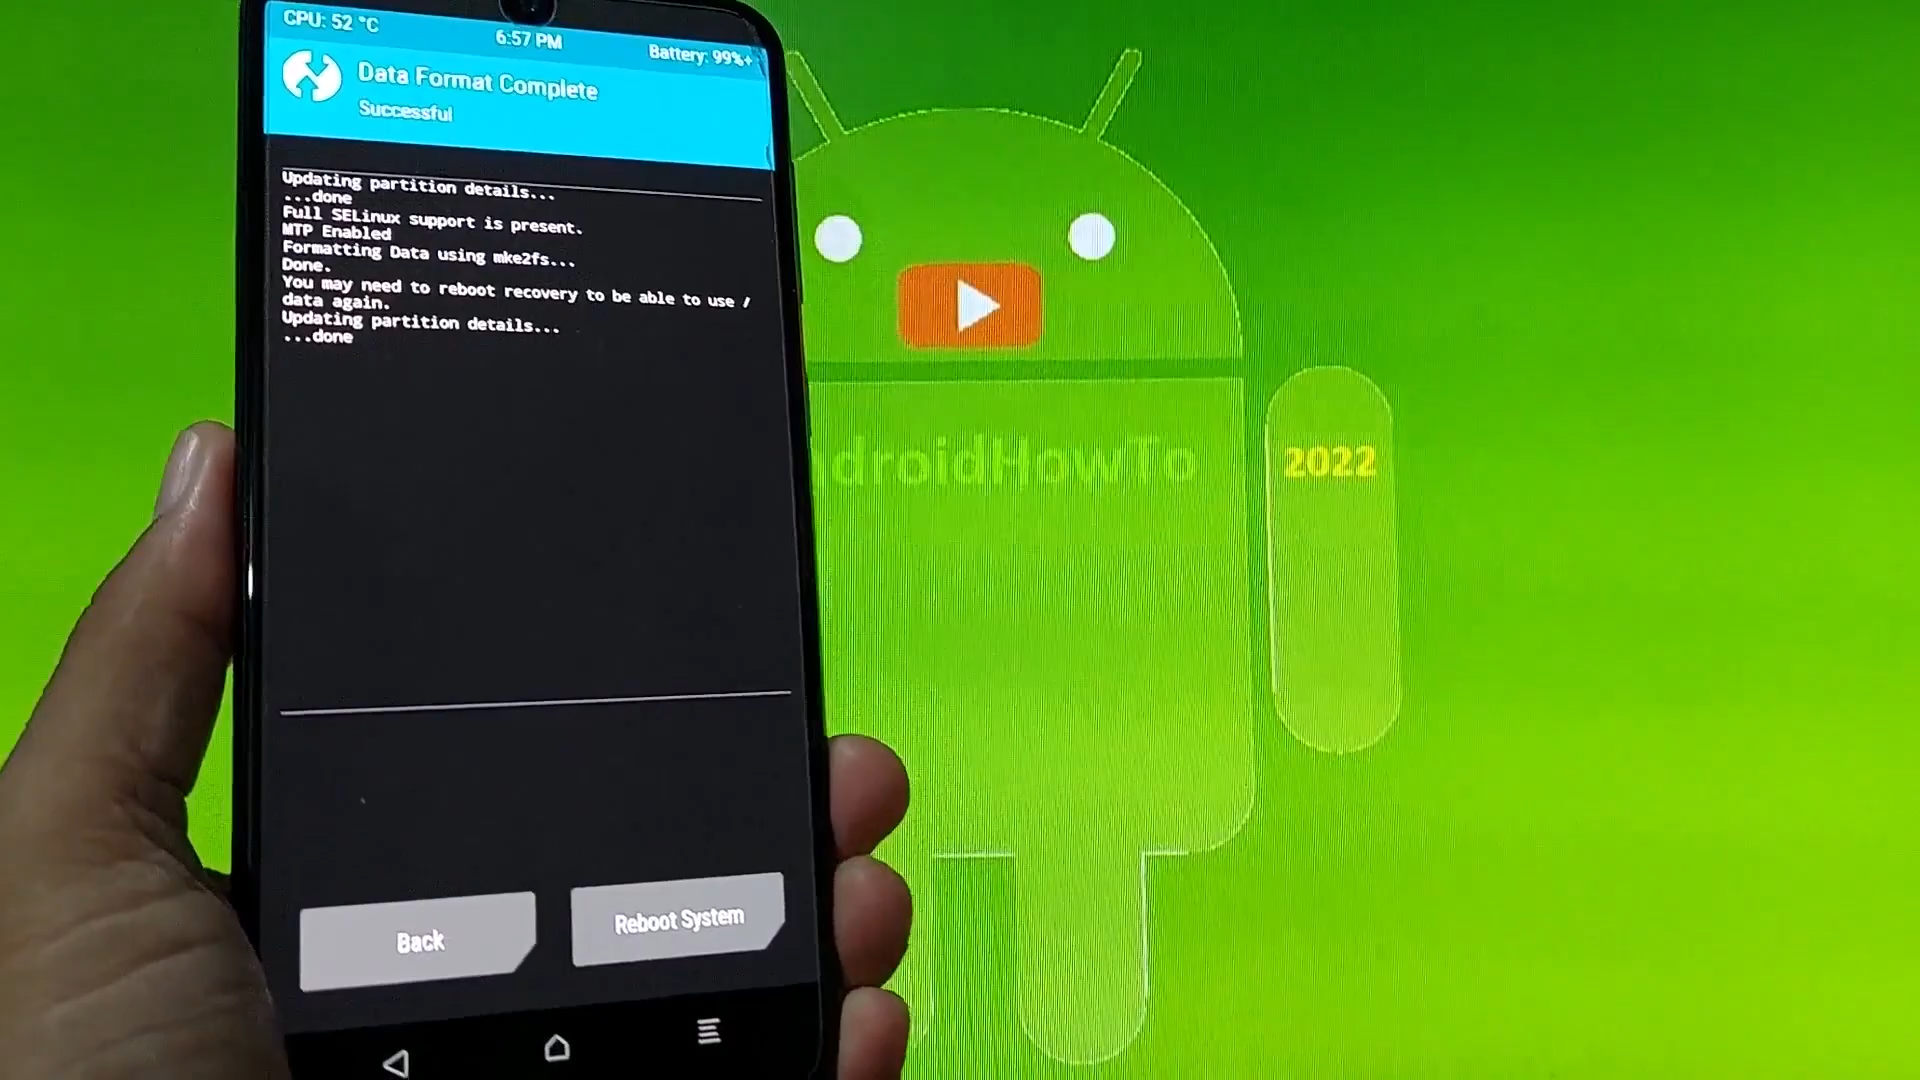 CPU: 52 °C
6:57 PM
Battery: 99%+
Data Format Complete
Successful
Updating partition details...
...done
Full SELinux support is present.
MTP Enabled
Formatting Data using mke2fs...
Done.
You may need to reboot recovery to be able to use /
data again.
Updating partition details...
...done
Back
Reboot System
droidHowTo
2022